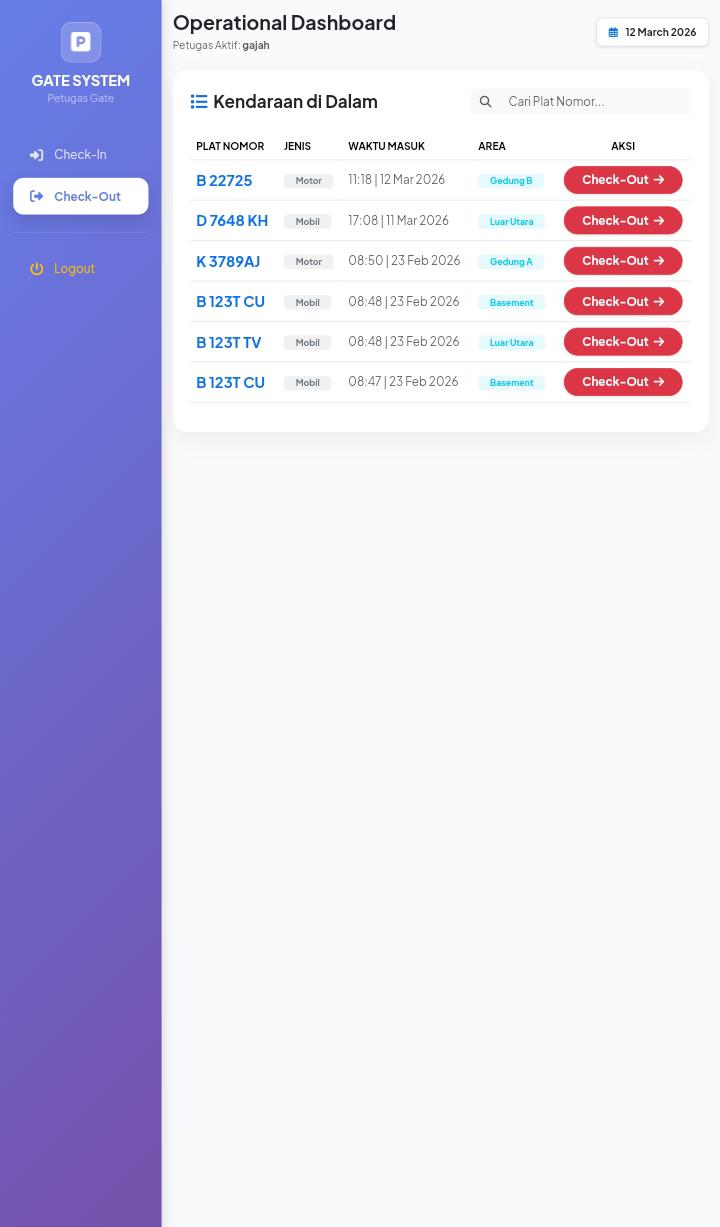 GATE SYSTEM
Petugas Gate
Check-In
Check-Out
Logout
Operational Dashboard
Petugas Aktif: gajah
12 March 2026
Kendaraan di Dalam
Cari Plat Nomor...
PLAT NOMOR JENIS WAKTU MASUK AREA AKSI
B 22725 Motor 11:18 | 12 Mar 2026 Gedung B Check-Out →
D 7648 KH Mobil 17:08 | 11 Mar 2026 Luar Utara Check-Out →
K 3789AJ Motor 08:50 | 23 Feb 2026 Gedung A Check-Out →
B 123T CU Mobil 08:48 | 23 Feb 2026 Basement Check-Out →
B 123T TV Mobil 08:48 | 23 Feb 2026 Luar Utara Check-Out →
B 123T CU Mobil 08:47 | 23 Feb 2026 Basement Check-Out →